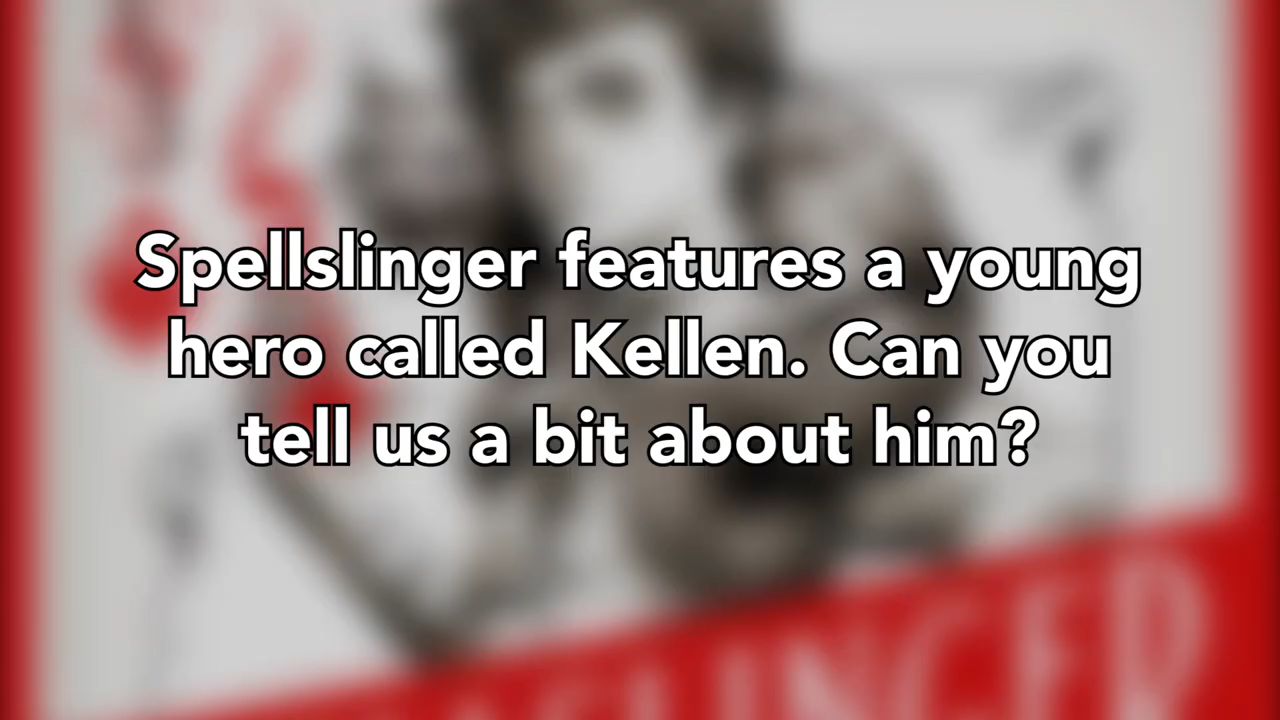 Spellslinger features a young
hero called Kellen. Can you
tell us a bit about him?